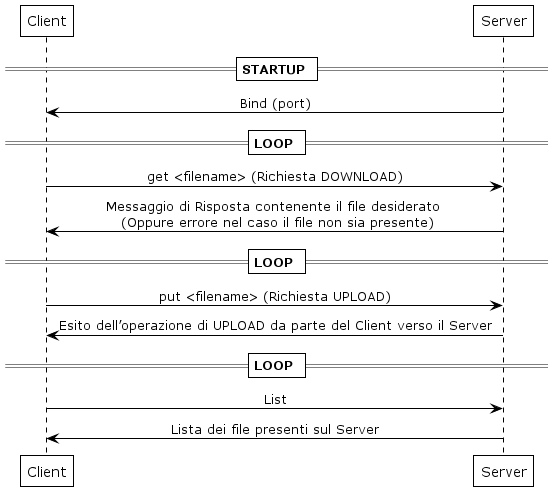 Client Server
STARTUP
Bind (port)
LOOP
get <filename> (Richiesta DOWNLOAD)
Messaggio di Risposta contenente il file desiderato
(Oppure errore nel caso il file non sia presente)
LOOP
put <filename> (Richiesta UPLOAD)
Esito dell’operazione di UPLOAD da parte del Client verso il Server
LOOP
List
Lista dei file presenti sul Server
Client Server